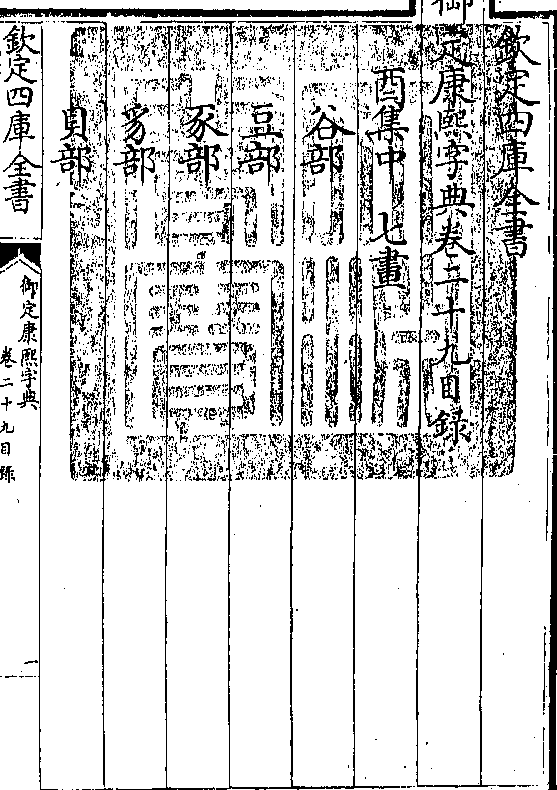 欽定四庫全書
御定康熙字典卷二十九目錄
酉集中 七畫
谷部
豆部
豕部
豸部
貝部
欽定四庫全書
御定康熙字典
卷二十九目錄
一